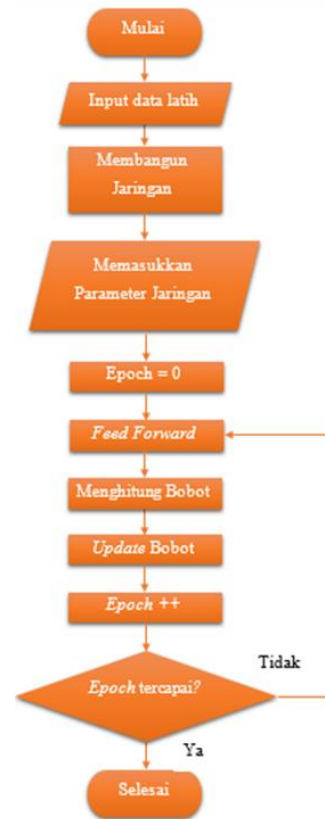 Mulai
Input data latih
Membangun
Jaringan
Memasukkan
Parameter Jaringan
Epoch = 0
Feed Forward
Menghitung Bobot
Update Bobot
Epoch ++
Epoch tercapai?
Tidak
Ya
Selesai